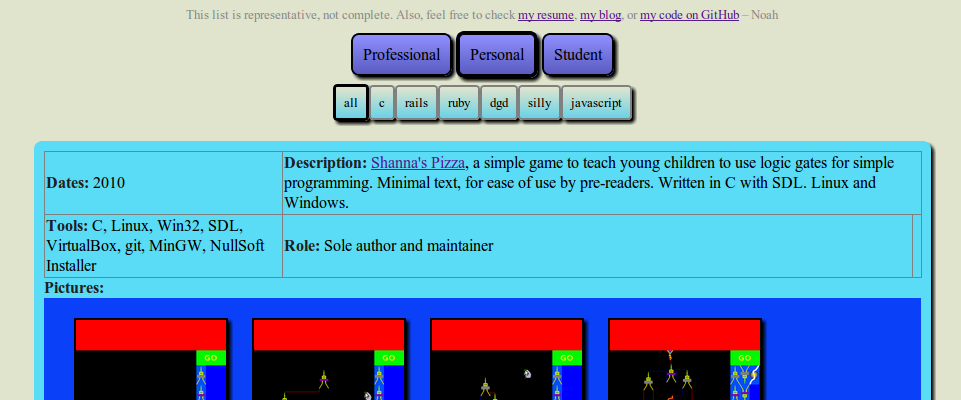 This list is representative, not complete. Also, feel free to check my resume, my blog, or my code on GitHub – Noah
Professional Personal Student
all c rails ruby dgd silly javascript
Dates: 2010
Description: Shanna's Pizza, a simple game to teach young children to use logic gates for simple
programming. Minimal text, for ease of use by pre-readers. Written in C with SDL. Linux and
Windows.
Tools: C, Linux, Win32, SDL,
VirtualBox, git, MinGW, NullSoft
Installer
Role: Sole author and maintainer
Pictures:
GO GO GO GO